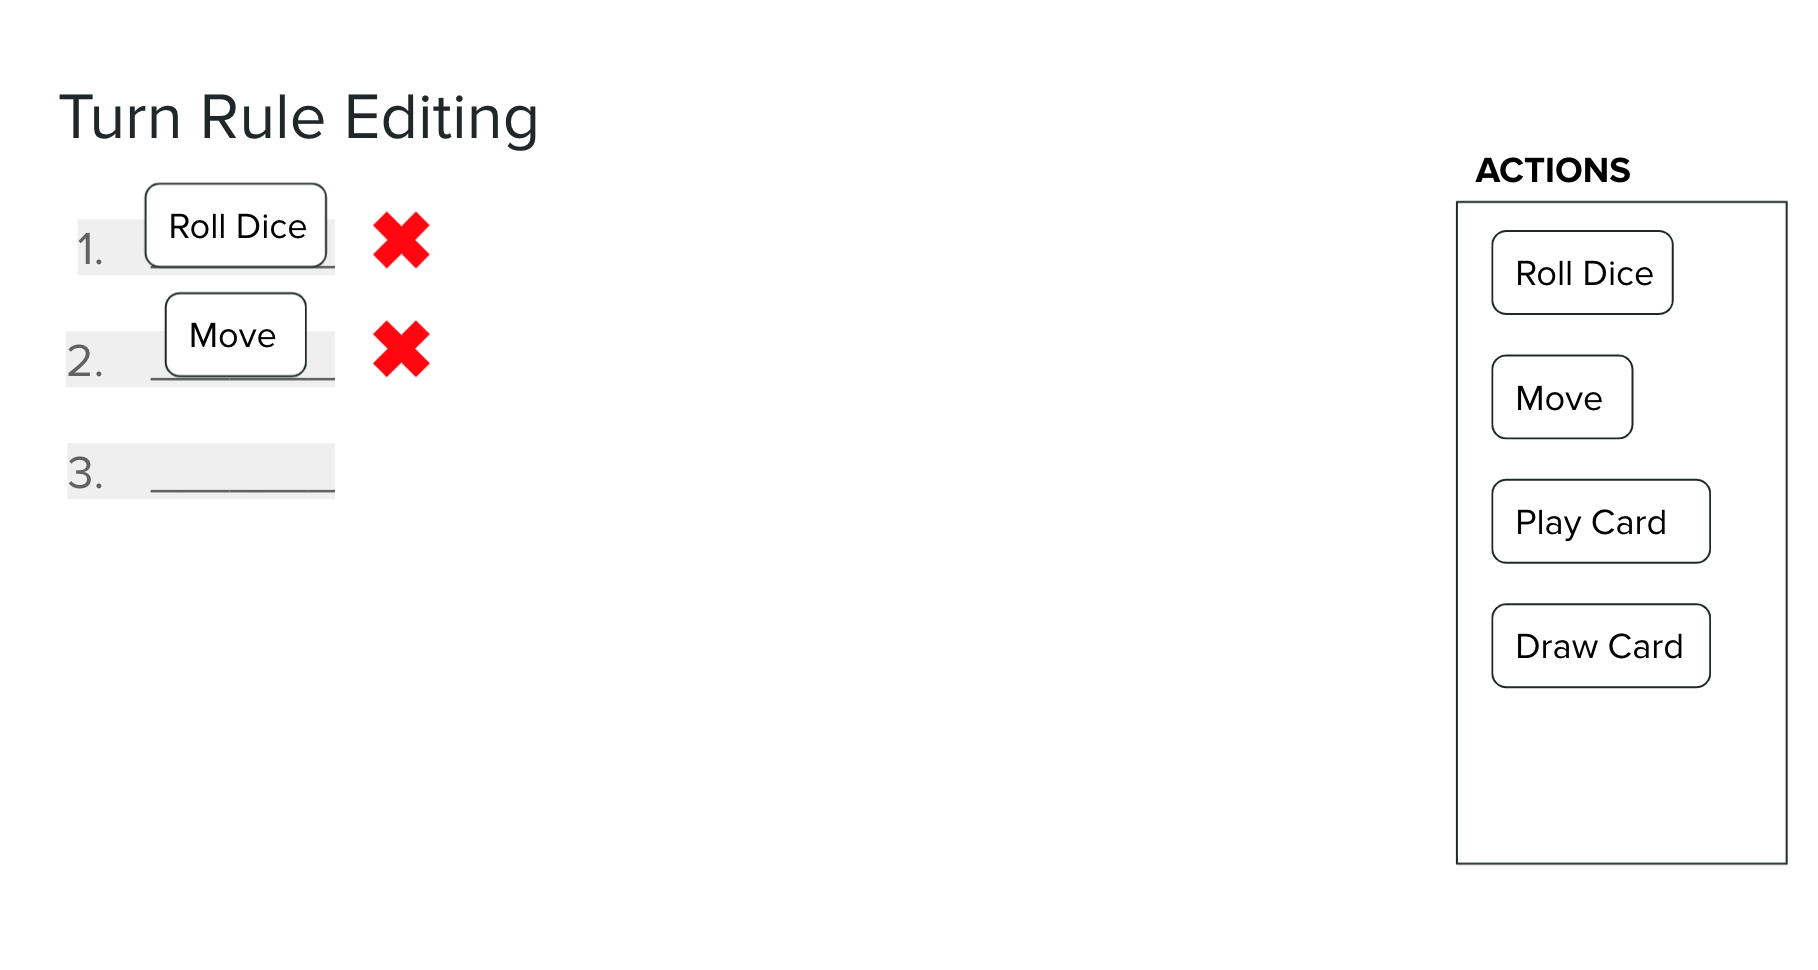 Turn Rule Editing
1. Roll Dice
2. Move
3.
ACTIONS
Roll Dice
Move
Play Card
Draw Card